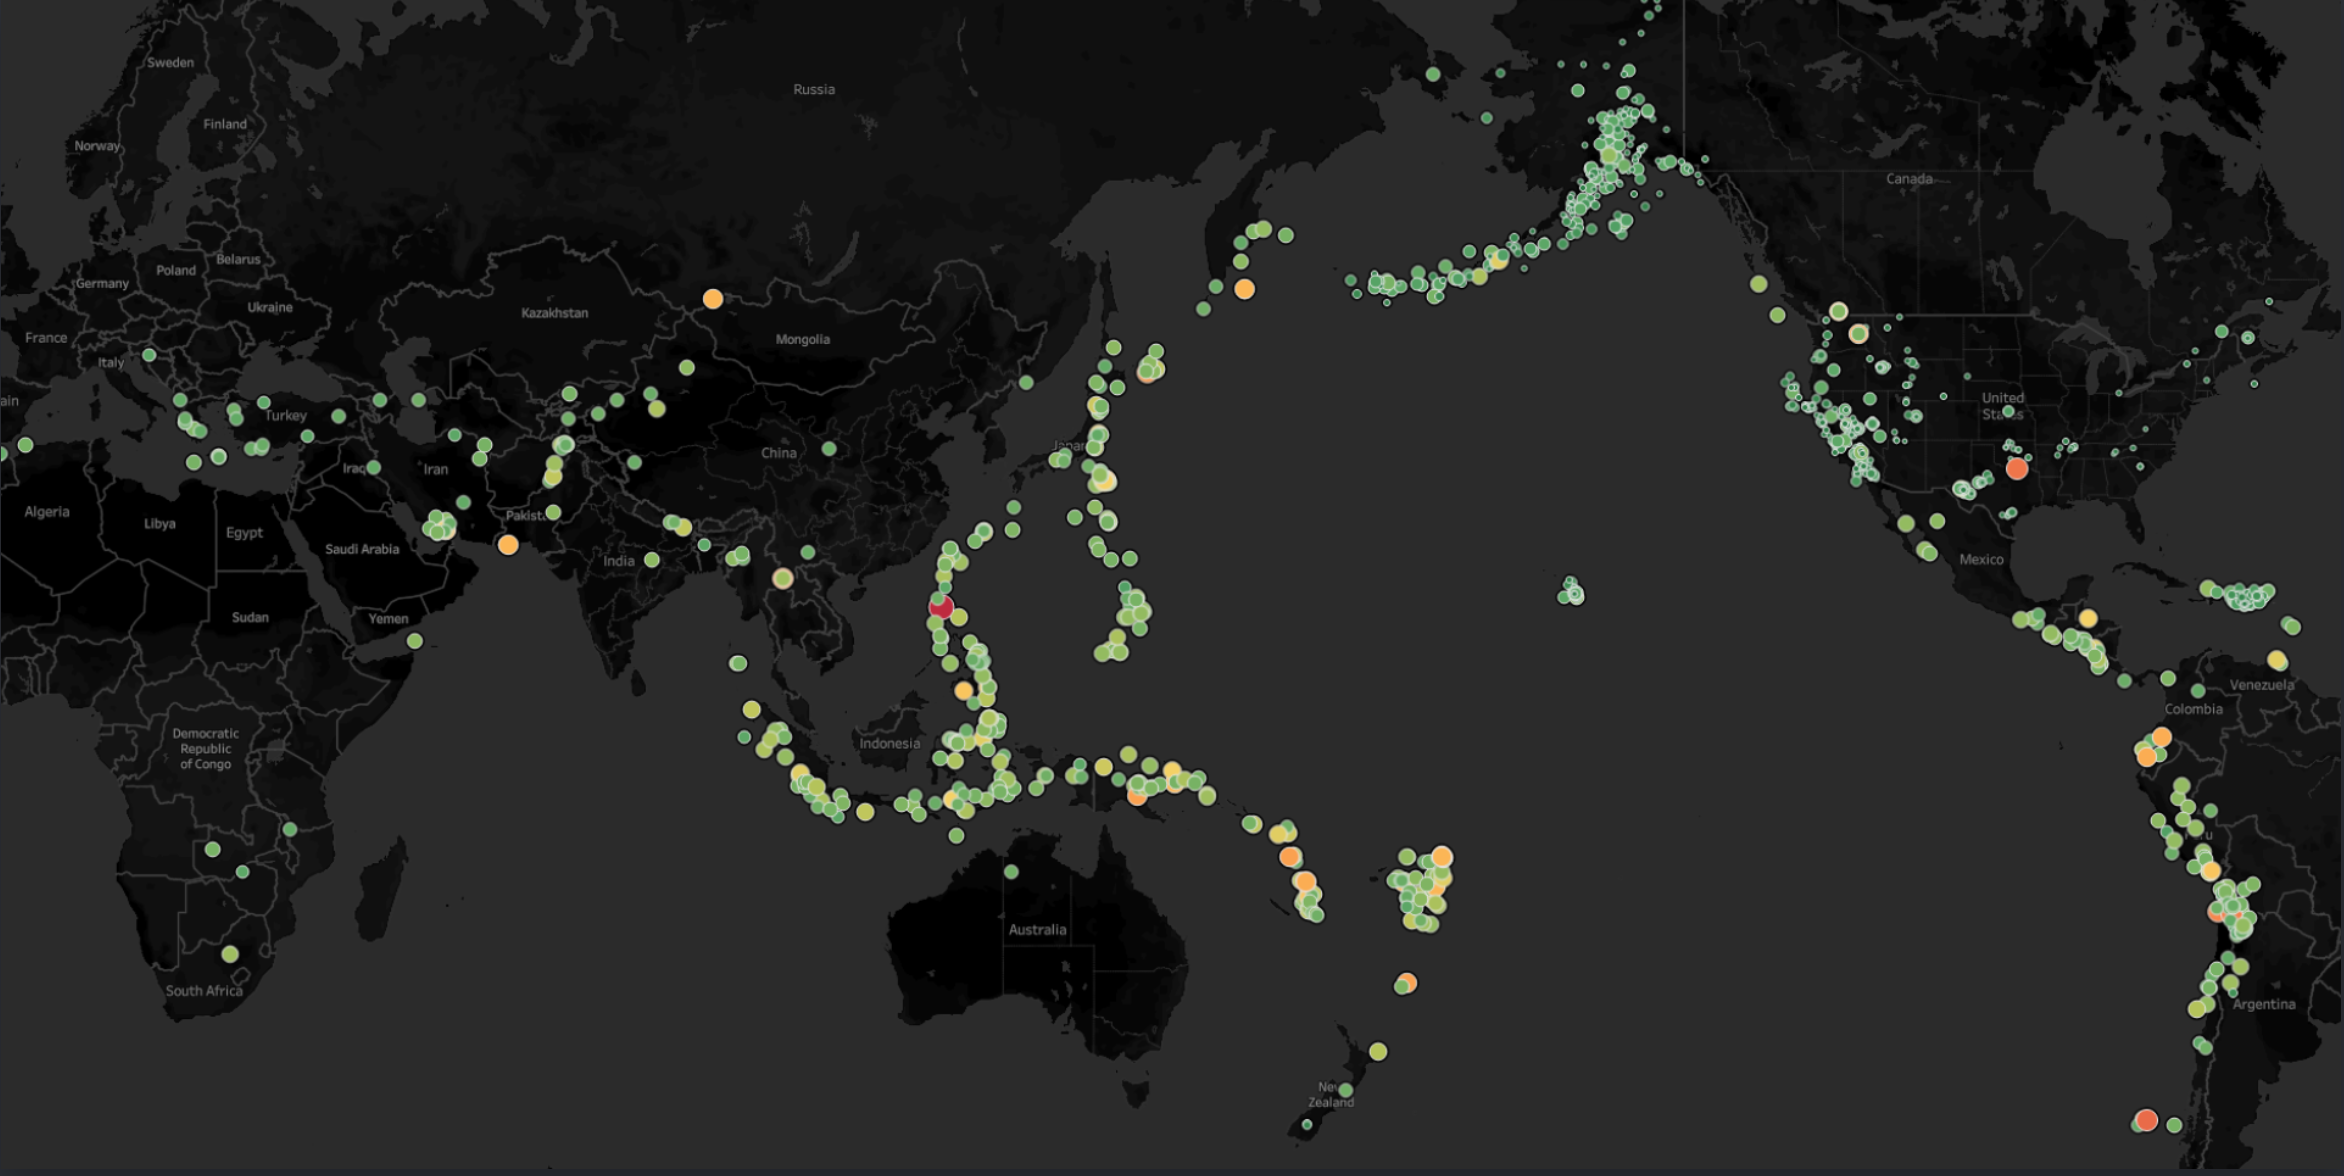 Sweden
Russia
Finland
Norway
Canada
Belarus
Poland
Germany
Ukraine
Kazakhstan
France
Mongolia
Italy
United
States
Turkey
Japan
China
Iraq
Iran
Algeria
Libya
Egypt
Pakist
Saudi Arabia
India
Mexico
Sudan
Yemen
Venezuela
Colombia
Democratic
Republic
of Congo
Indonesia
Australia
South Africa
Argentina
New
Zealand